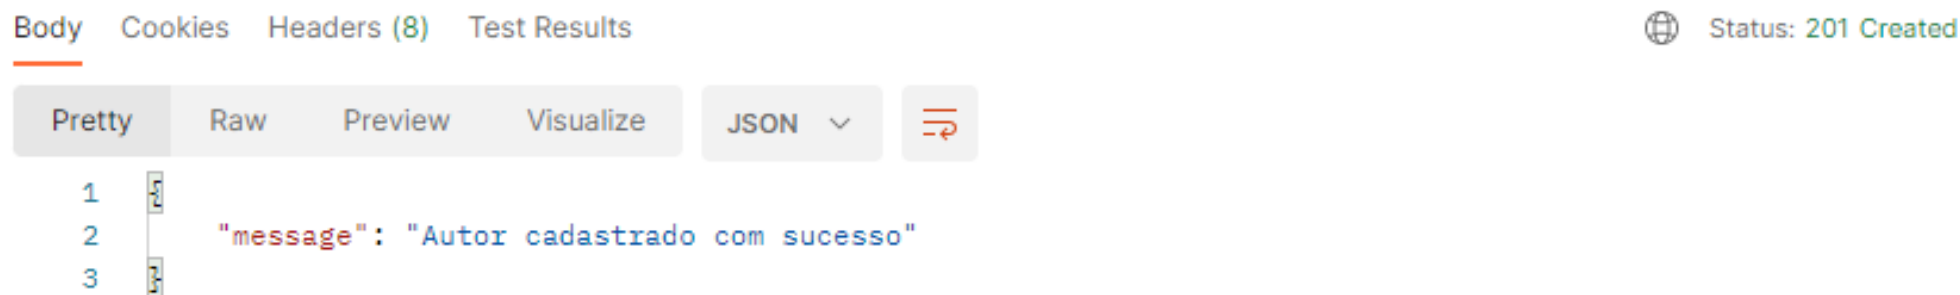 Body Cookies Headers (8) Test Results Status: 201 Created
Pretty Raw Preview Visualize JSON
1 {
2 "message": "Autor cadastrado com sucesso"
3 }